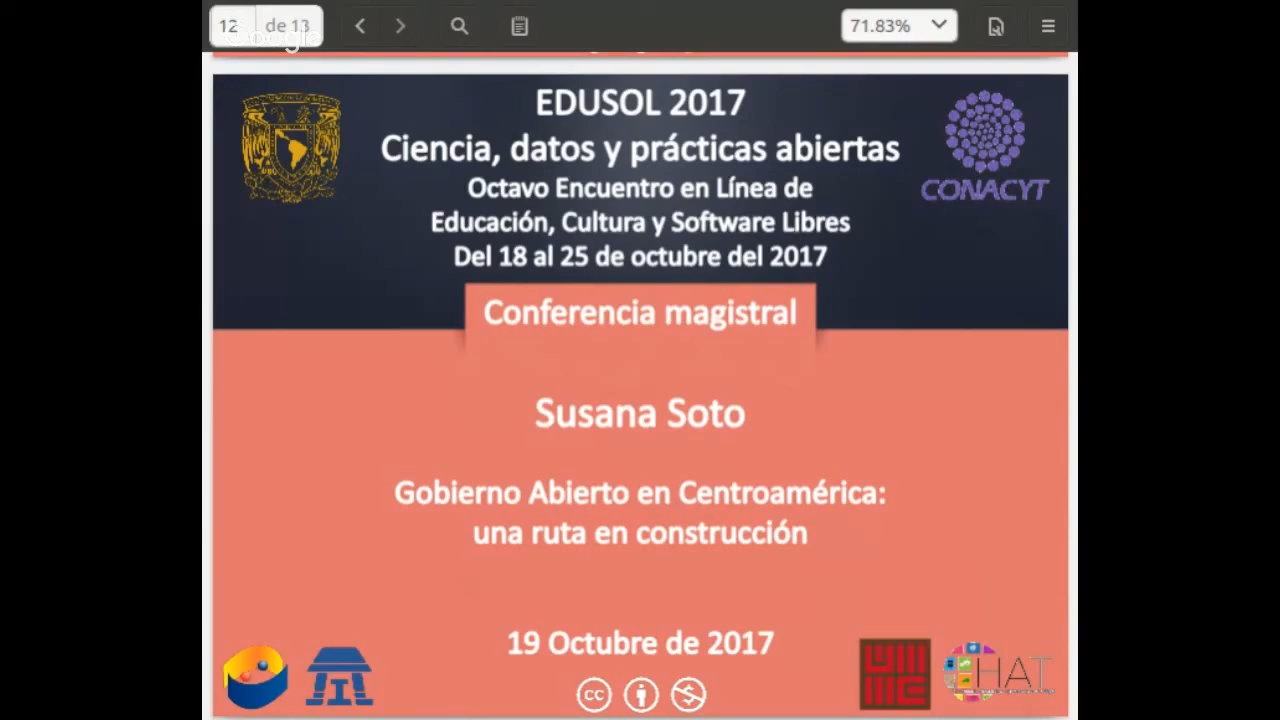 12 de 13
Google
71.83%
EDUSOL 2017
Ciencia, datos y prácticas abiertas
Octavo Encuentro en Línea de
Educación, Cultura y Software Libres
Del 18 al 25 de octubre del 2017
CONACYT
Conferencia magistral
Susana Soto
Gobierno Abierto en Centroamérica:
una ruta en construcción
19 Octubre de 2017
cc
HAT